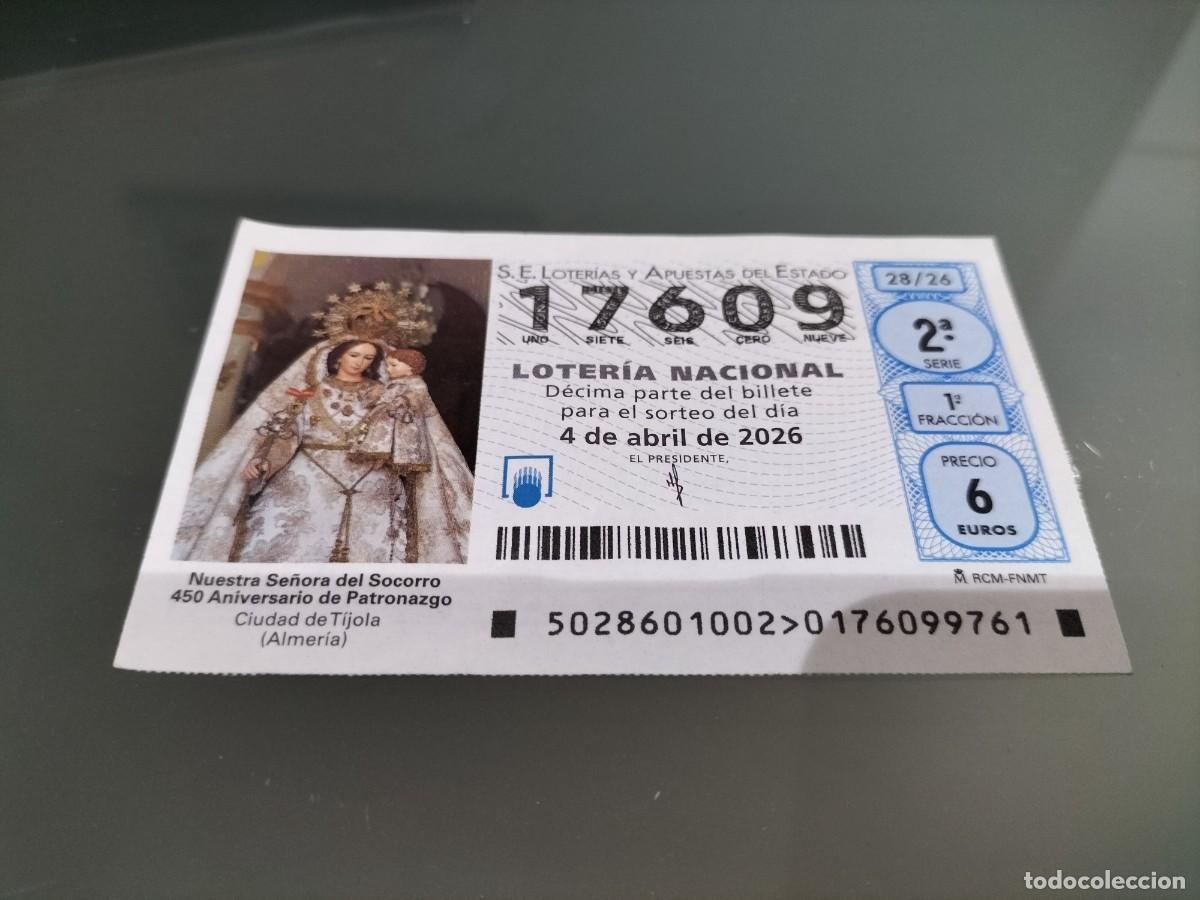 S.E. LOTERÍAS Y APUESTAS DEL ESTADO
17609
UNO SIETE SEIS CERO NUEVE
LOTERÍA NACIONAL
Décima parte del billete
para el sorteo del día
4 de abril de 2026
EL PRESIDENTE,
28/26
2ª
SERIE
1ª
FRACCIÓN
PRECIO
6
EUROS
RCM-FNMT
Nuestra Señora del Socorro
450 Aniversario de Patronazgo
Ciudad de Tíjola
(Almería)
5028601002>0176099761
todocoleccion